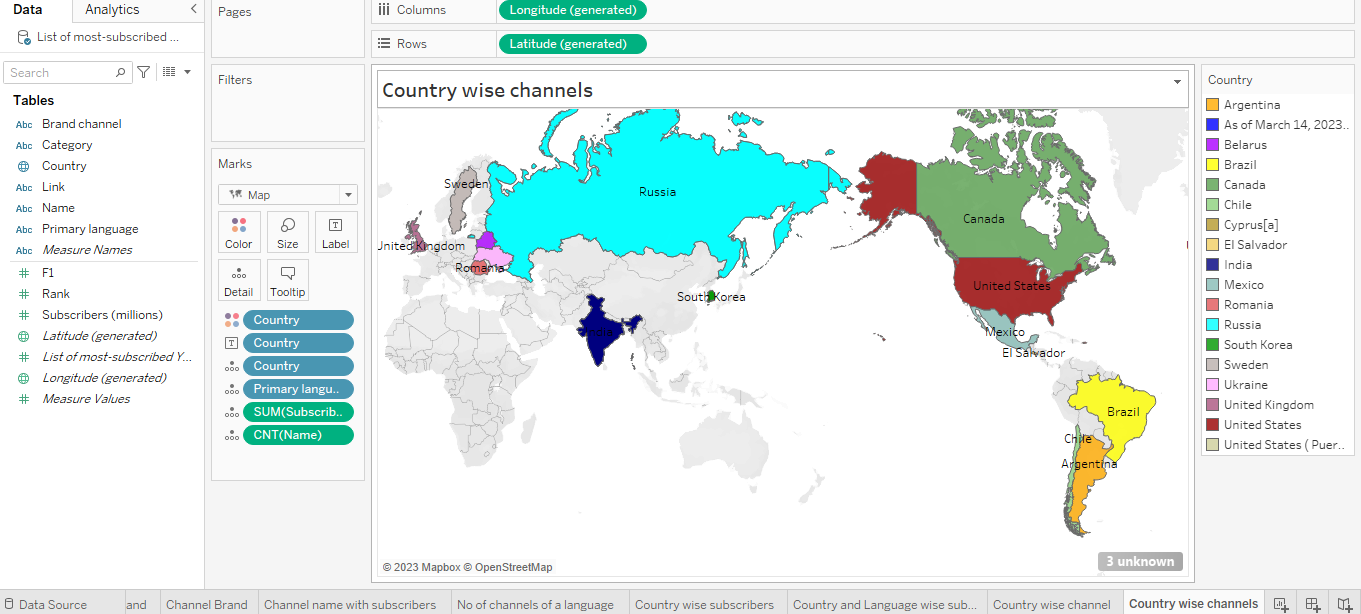 Data
Analytics
List of most-subscribed ...
Search
Tables
Abc Brand channel
Abc Category
Country
Abc Link
Abc Name
Abc Primary language
Abc Measure Names
F1
Rank
Subscribers (millions)
Latitude (generated)
List of most-subscribed Y...
Longitude (generated)
Measure Values
Pages
Filters
Marks
Map
Color Size Label
Detail Tooltip
Country
Country
Country
Primary langu..
SUM(Subscrib..
CNT(Name)
Columns Longitude (generated)
Rows Latitude (generated)
Country wise channels
Sweden
Russia
Canada
United Kingdom
Romania
United States
South Korea
Mexico
El Salvador
Brazil
Chile
Argentina
© 2023 Mapbox © OpenStreetMap
3 unknown
Country
Argentina
As of March 14, 2023..
Belarus
Brazil
Canada
Chile
Cyprus[a]
El Salvador
India
Mexico
Romania
Russia
South Korea
Sweden
Ukraine
United Kingdom
United States
United States ( Puer..
Data Source
and
Channel Brand
Channel name with subscribers
No of channels of a language
Country wise subscribers
Country and Language wise sub...
Country wise channel
Country wise channels